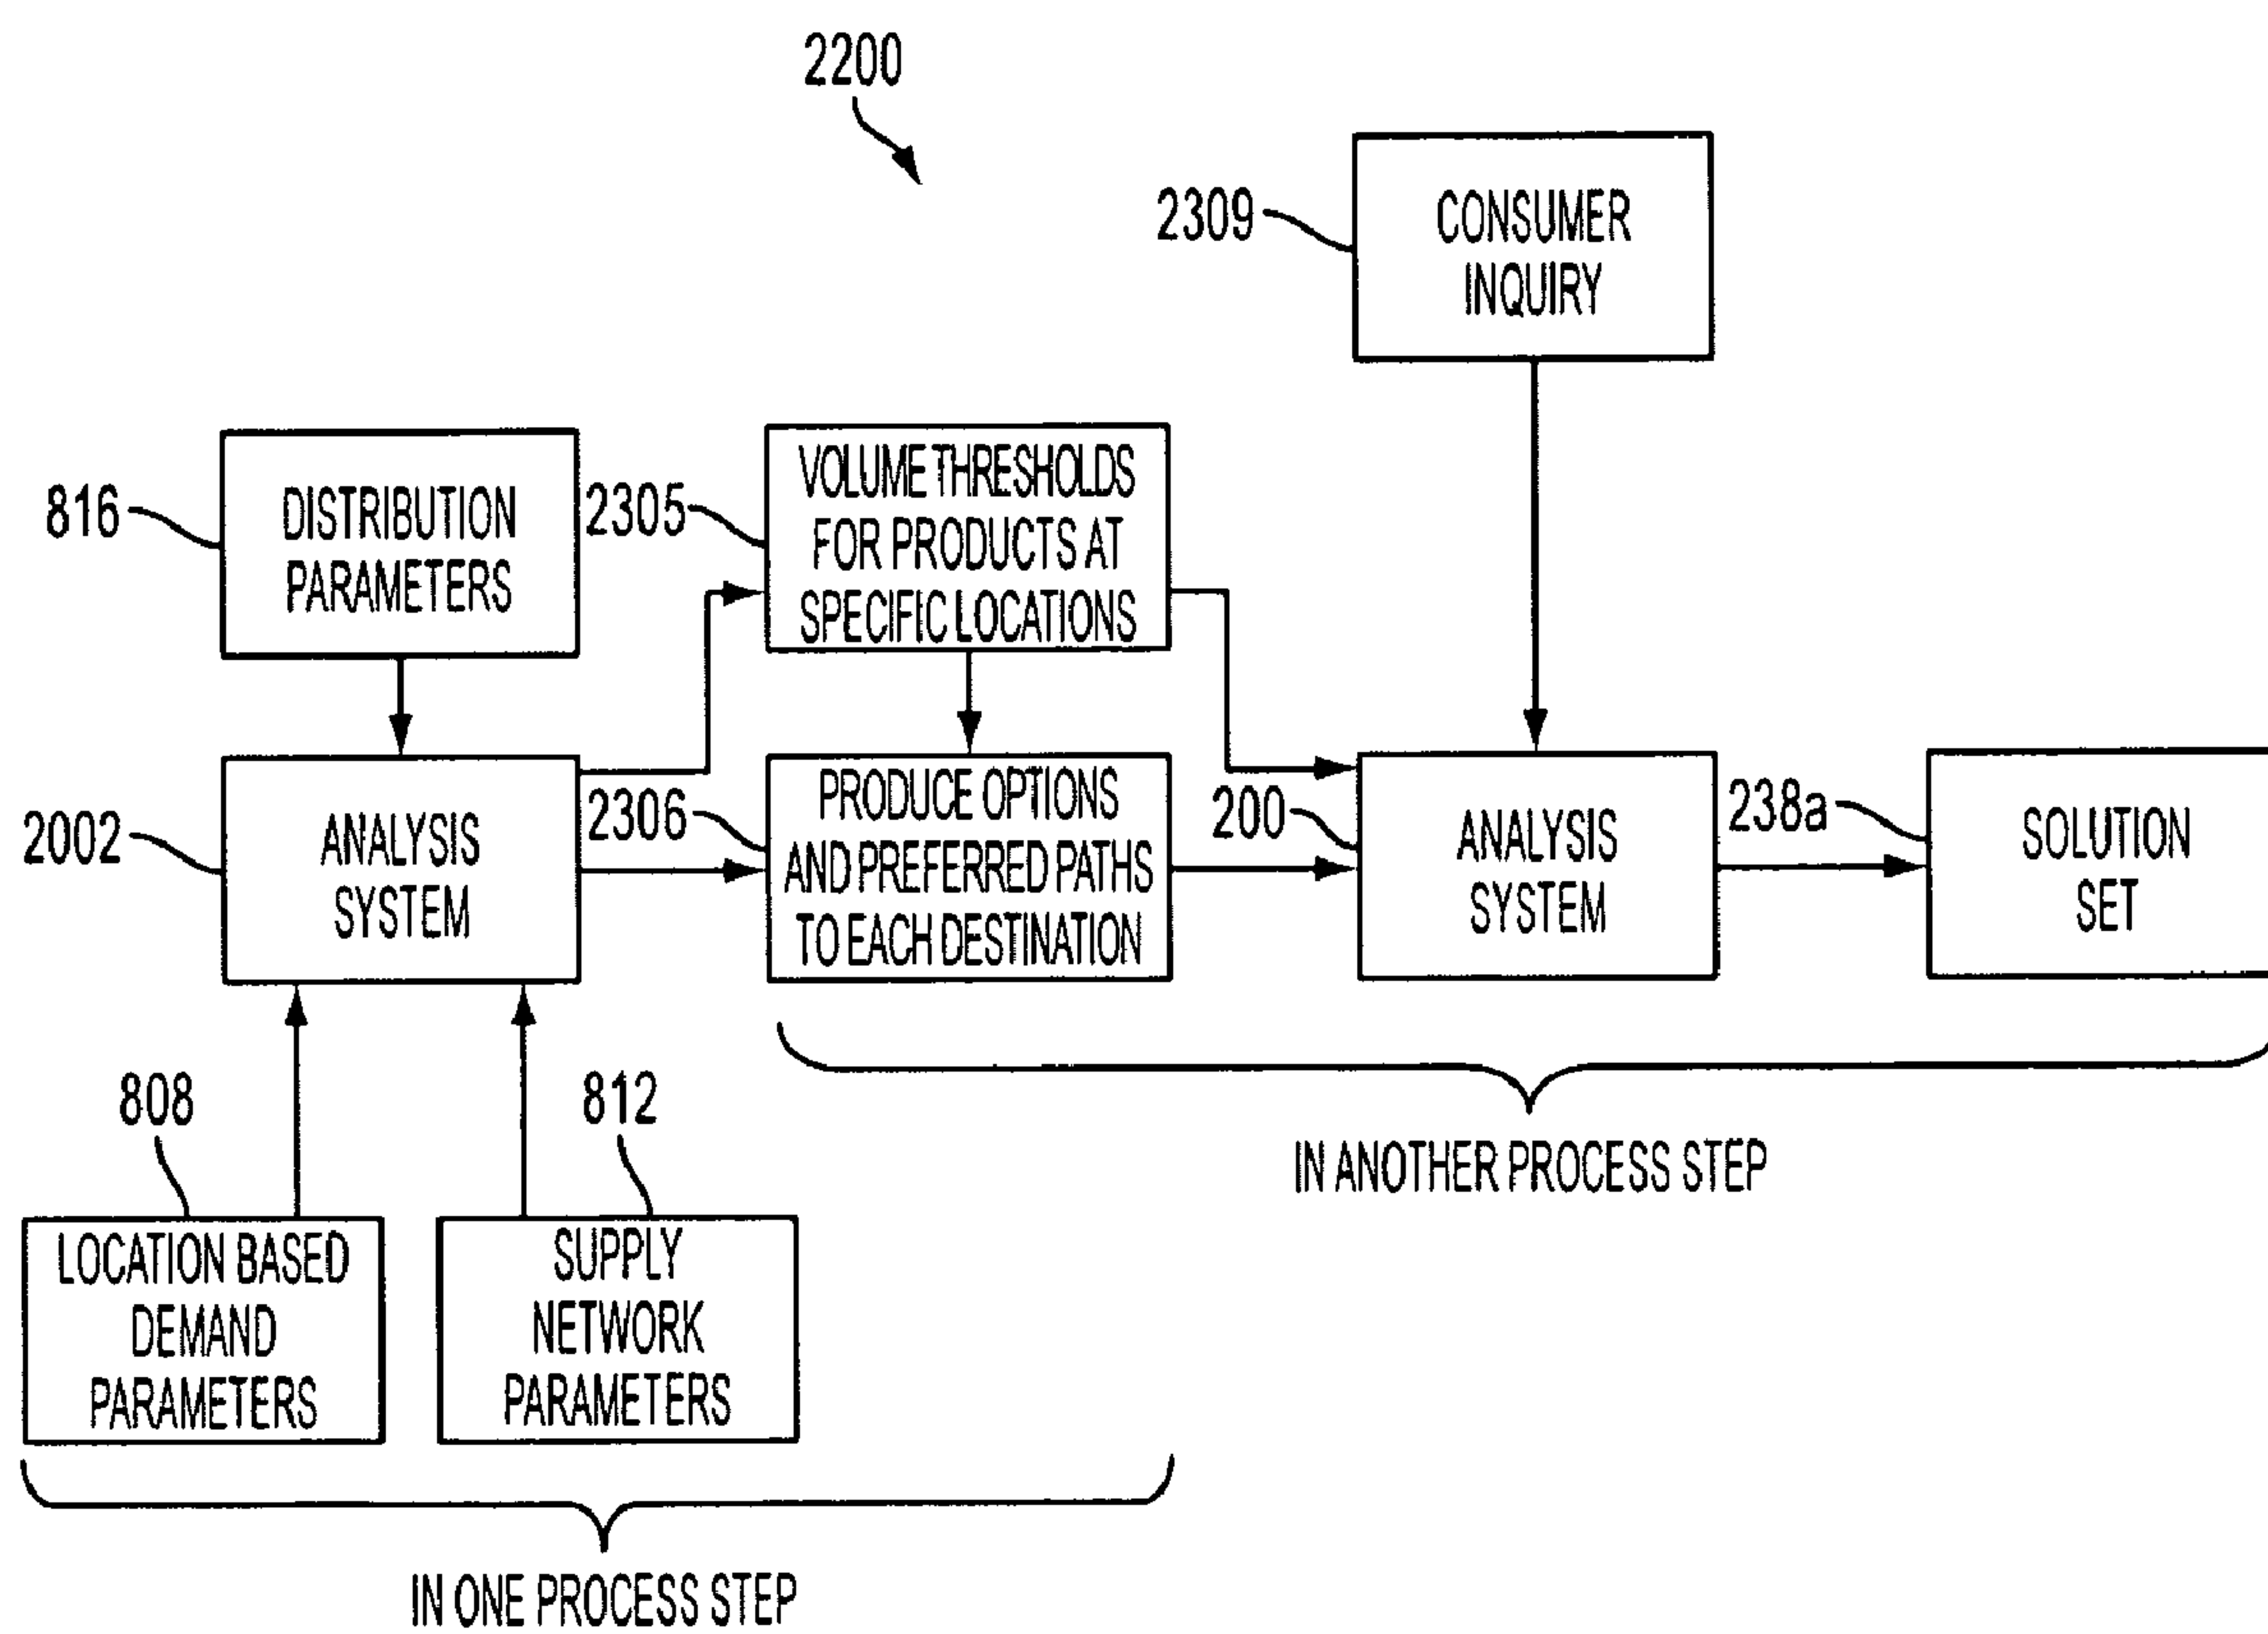 2200
2309
CONSUMER
INQUIRY
816
DISTRIBUTION
PARAMETERS
2305
VOLUME THRESHOLDS
FOR PRODUCTS AT
SPECIFIC LOCATIONS
2002
ANALYSIS
SYSTEM
2306
PRODUCE OPTIONS
AND PREFERRED PATHS
TO EACH DESTINATION
200
ANALYSIS
SYSTEM
238a
SOLUTION
SET
808
LOCATION BASED
DEMAND
PARAMETERS
812
SUPPLY
NETWORK
PARAMETERS
IN ANOTHER PROCESS STEP
IN ONE PROCESS STEP